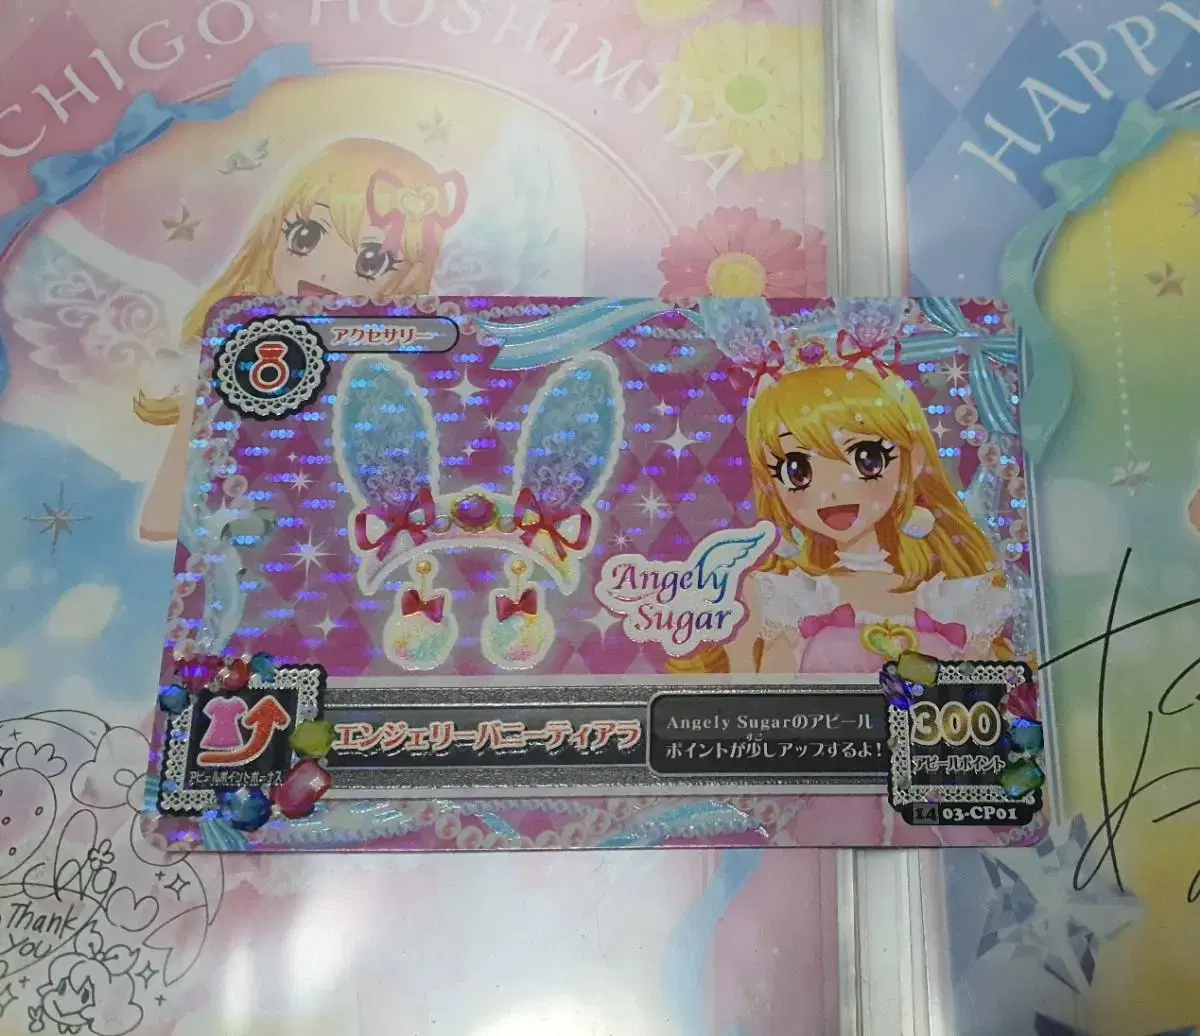 CHIGO HOSHIMIYA
HAPPY
アクセサリー
Angely
Sugar
アピールポイントボーナス
エンジェリーバニーティアラ
Angely Sugarのアピール
ポイントが少しアップするよ!
すこ
300
アピールポイント
14 03-CP01
Thank
you